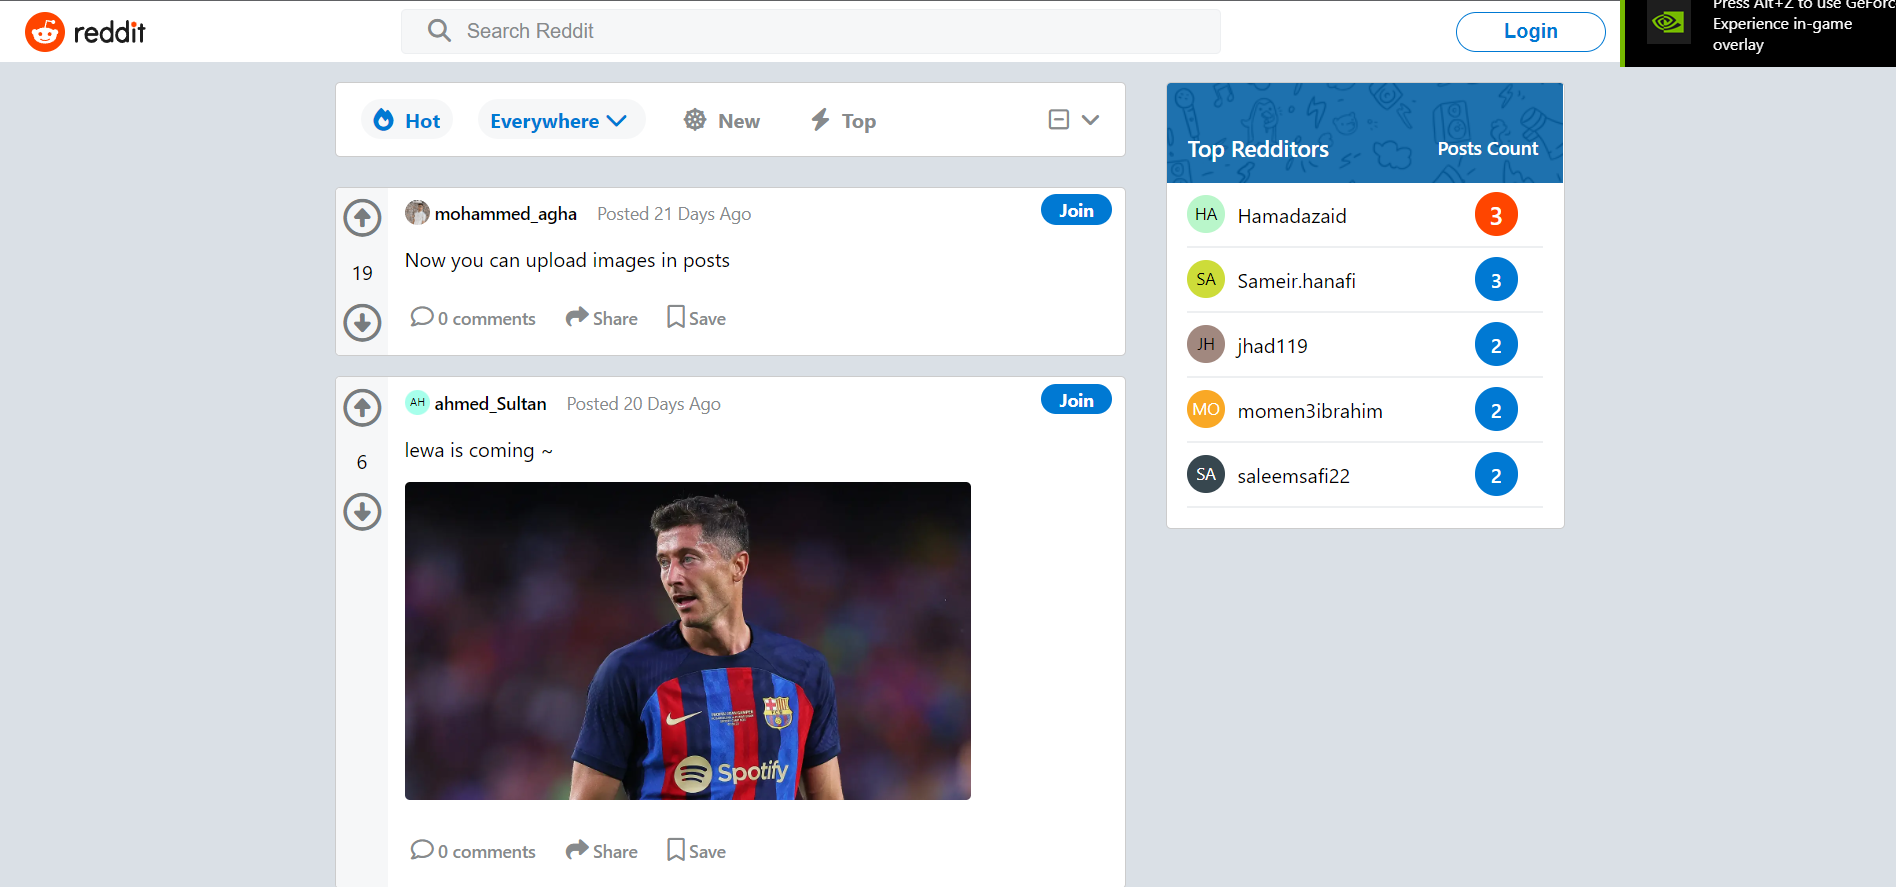 reddit
Search Reddit
Login
Press Alt+Z to use GeForc
Experience in-game
overlay
Hot
Everywhere
New
Top
mohammed_agha
Posted 21 Days Ago
Join
19
Now you can upload images in posts
0 comments
Share
Save
AH
ahmed_Sultan
Posted 20 Days Ago
Join
6
lewa is coming ~
Spotify
0 comments
Share
Save
Top Redditors
Posts Count
HA
Hamadazaid
3
SA
Sameir.hanafi
3
JH
jhad119
2
MO
momen3ibrahim
2
SA
saleemsafi22
2